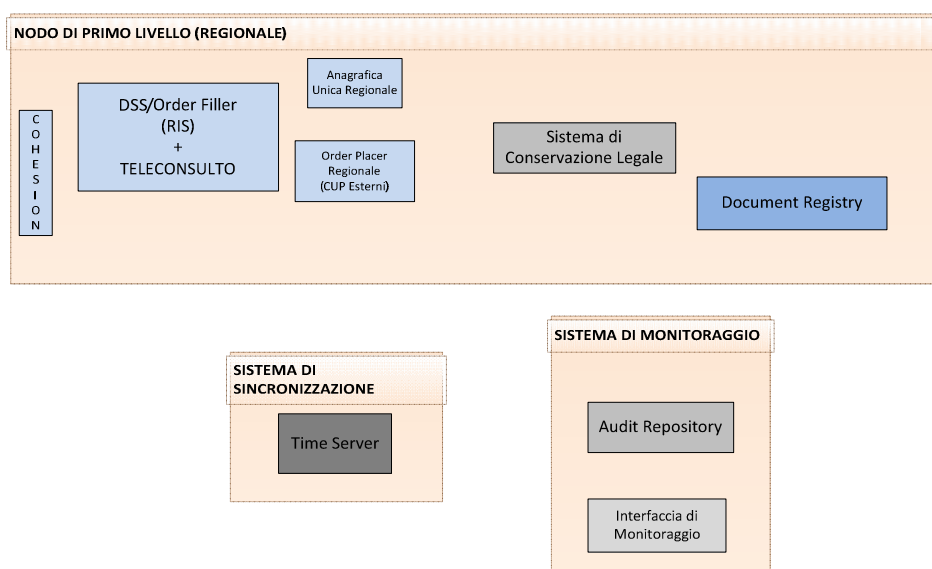 NODO DI PRIMO LIVELLO (REGIONALE)
C
O
H
E
S
I
O
N
DSS/Order Filler
(RIS)
+
TELECONSULTO
Anagrafica
Unica Regionale
Order Placer
Regionale
(CUP Esterni)
Sistema di
Conservazione Legale
Document Registry
SISTEMA DI
SINCRONIZZAZIONE
Time Server
SISTEMA DI MONITORAGGIO
Audit Repository
Interfaccia di
Monitoraggio